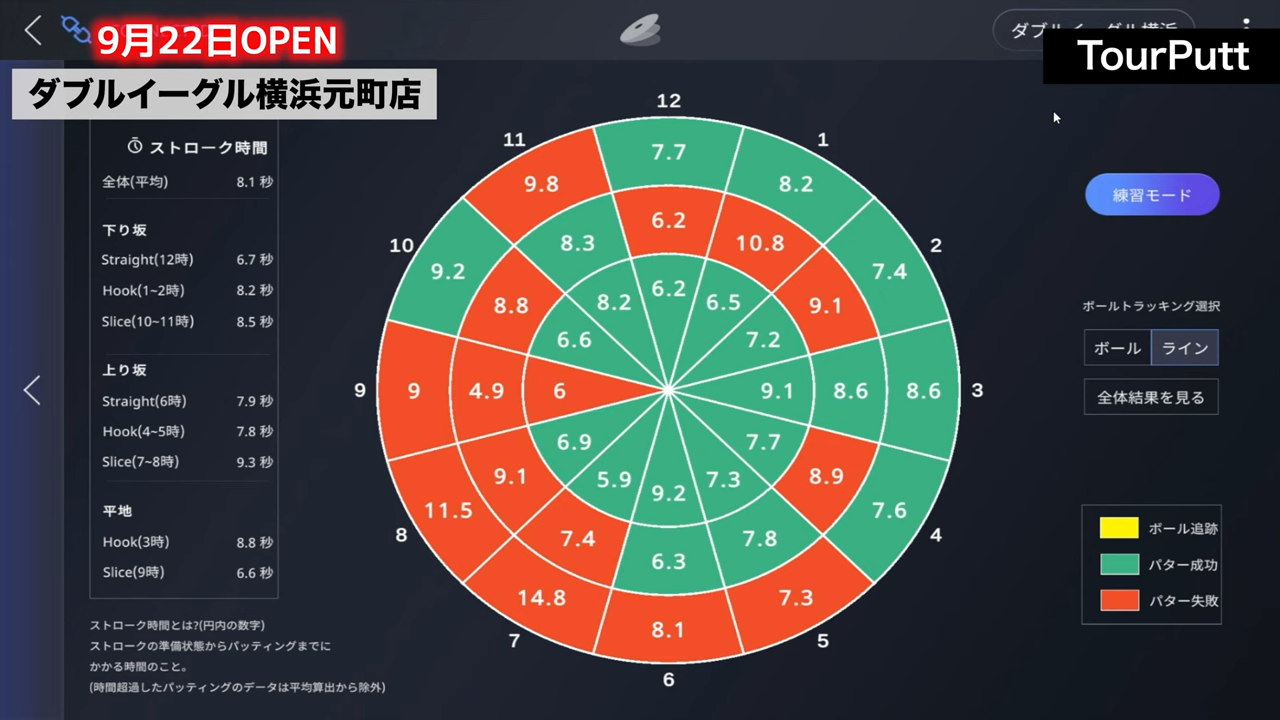 9月22日OPEN
ダブルイーグル横浜元町店
TourPutt
ストローク時間
全体(平均) 8.1 秒
下り坂
Straight(12時) 6.7 秒
Hook(1~2時) 8.2 秒
Slice(10~11時) 8.5 秒
上り坂
Straight(6時) 7.9 秒
Hook(4~5時) 7.8 秒
Slice(7~8時) 9.3 秒
平地
Hook(3時) 8.8 秒
Slice(9時) 6.6 秒
ストローク時間とは?(円内の数字)
ストロークの準備状態からパッティングまでに
かかる時間のこと。
(時間超過したパッティングのデータは平均算出から除外)
12
11 1
7.7
9.8 8.2
6.2
10 8.3 10.8 2
9.2 7.4
8.8 8.2 6.2 6.5 9.1
6.6 7.2
9 9 4.9 6 9.1 8.6 8.6 3
6.9 7.7
9.1 5.9 9.2 7.3 8.9
11.5 7.6
8 7.4 6.3 7.8 4
14.8 7.3
8.1
7 5
6
練習モード
ボールトラッキング選択
ボール ライン
全体結果を見る
ボール追跡
パター成功
パター失敗